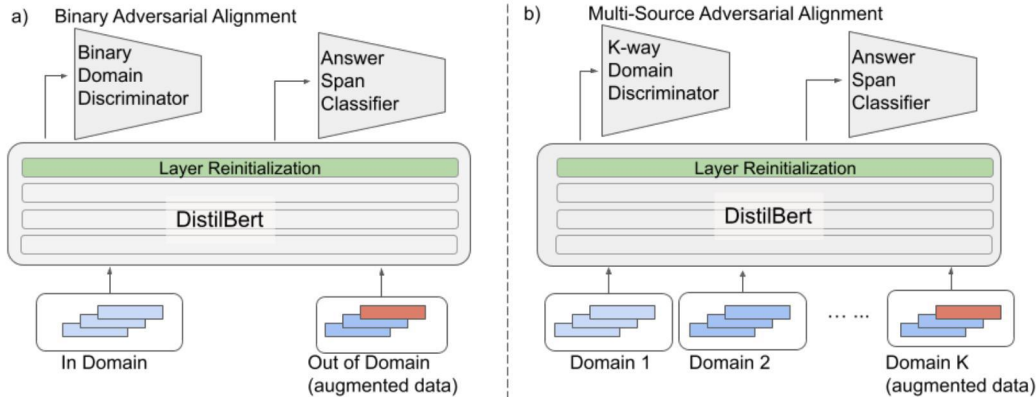 a) Binary Adversarial Alignment
Binary
Domain
Discriminator
Answer
Span
Classifier
Layer Reinitialization
DistilBert
In Domain
Out of Domain
(augmented data)
b) Multi-Source Adversarial Alignment
K-way
Domain
Discriminator
Answer
Span
Classifier
Layer Reinitialization
DistilBert
... ...
Domain 1
Domain 2
Domain K
(augmented data)